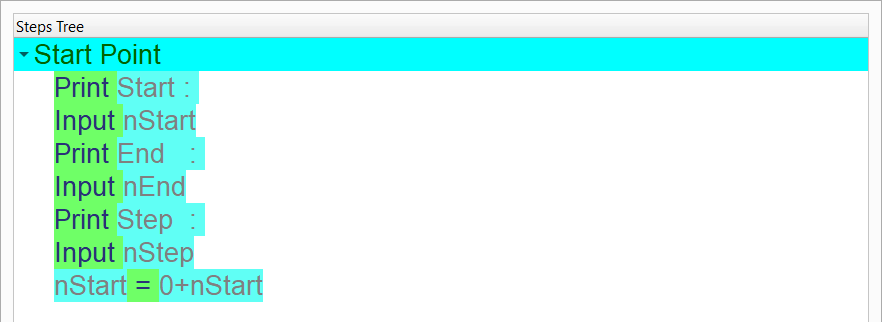 Steps Tree
Start Point
Print Start :
Input nStart
Print End   :
Input nEnd
Print Step  :
Input nStep
nStart = 0+nStart